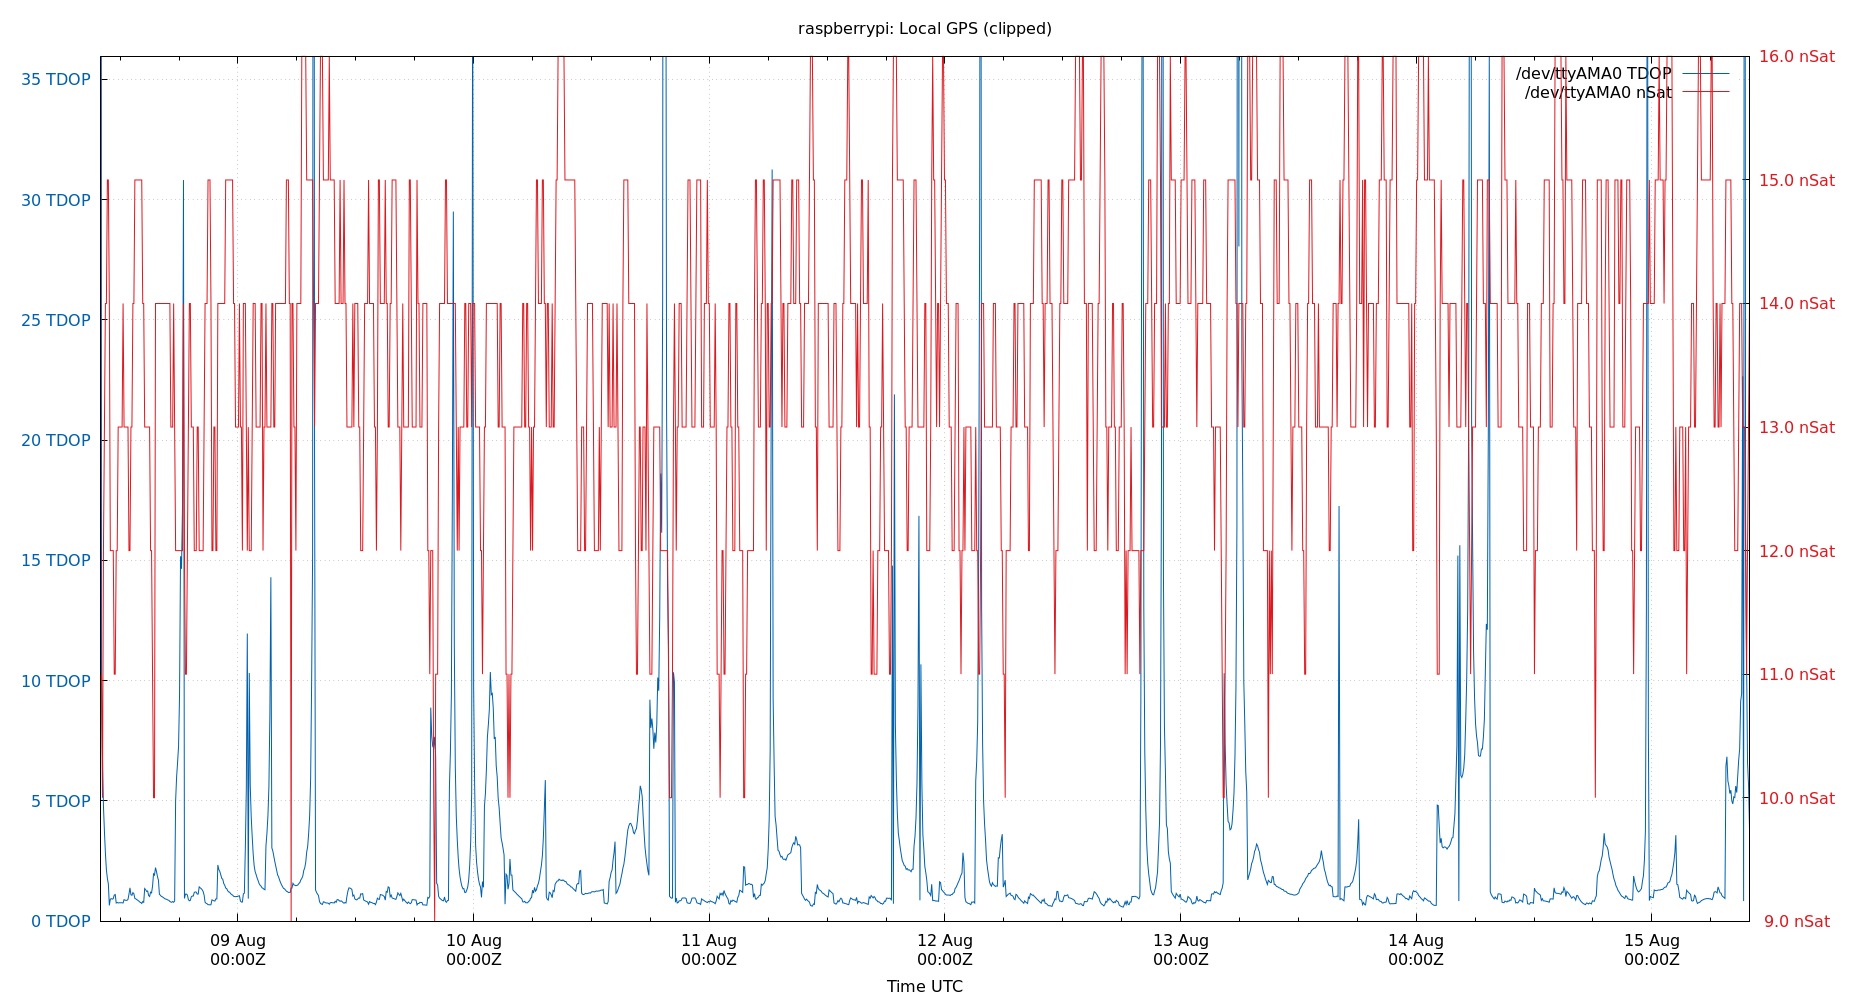 raspberrypi: Local GPS (clipped)
35 TDOP
30 TDOP
25 TDOP
20 TDOP
15 TDOP
10 TDOP
5 TDOP
0 TDOP
/dev/ttyAMA0 TDOP
/dev/ttyAMA0 nSat
16.0 nSat
15.0 nSat
14.0 nSat
13.0 nSat
12.0 nSat
11.0 nSat
10.0 nSat
9.0 nSat
09 Aug 10 Aug 11 Aug 12 Aug 13 Aug 14 Aug 15 Aug
00:00Z 00:00Z 00:00Z 00:00Z 00:00Z 00:00Z 00:00Z
Time UTC